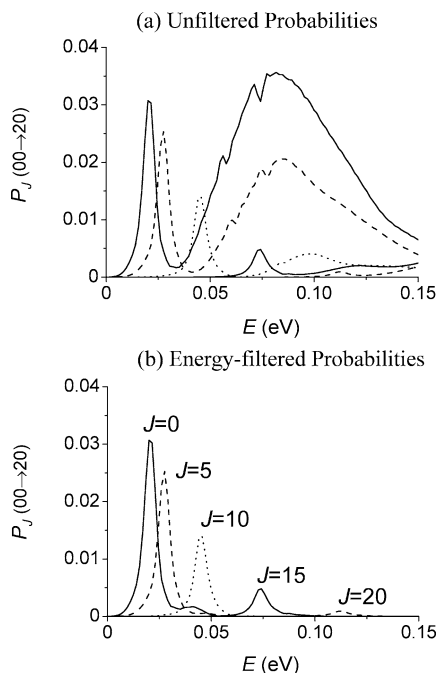 (a) Unfiltered Probabilities
0.04
0.03
0.02
0.01
0
P_J (00→20)
0
0.05
0.10
0.15
E (eV)
(b) Energy-filtered Probabilities
0.04
0.03
0.02
0.01
0
P_J (00→20)
J=0
J=5
J=10
J=15
J=20
0
0.05
0.10
0.15
E (eV)